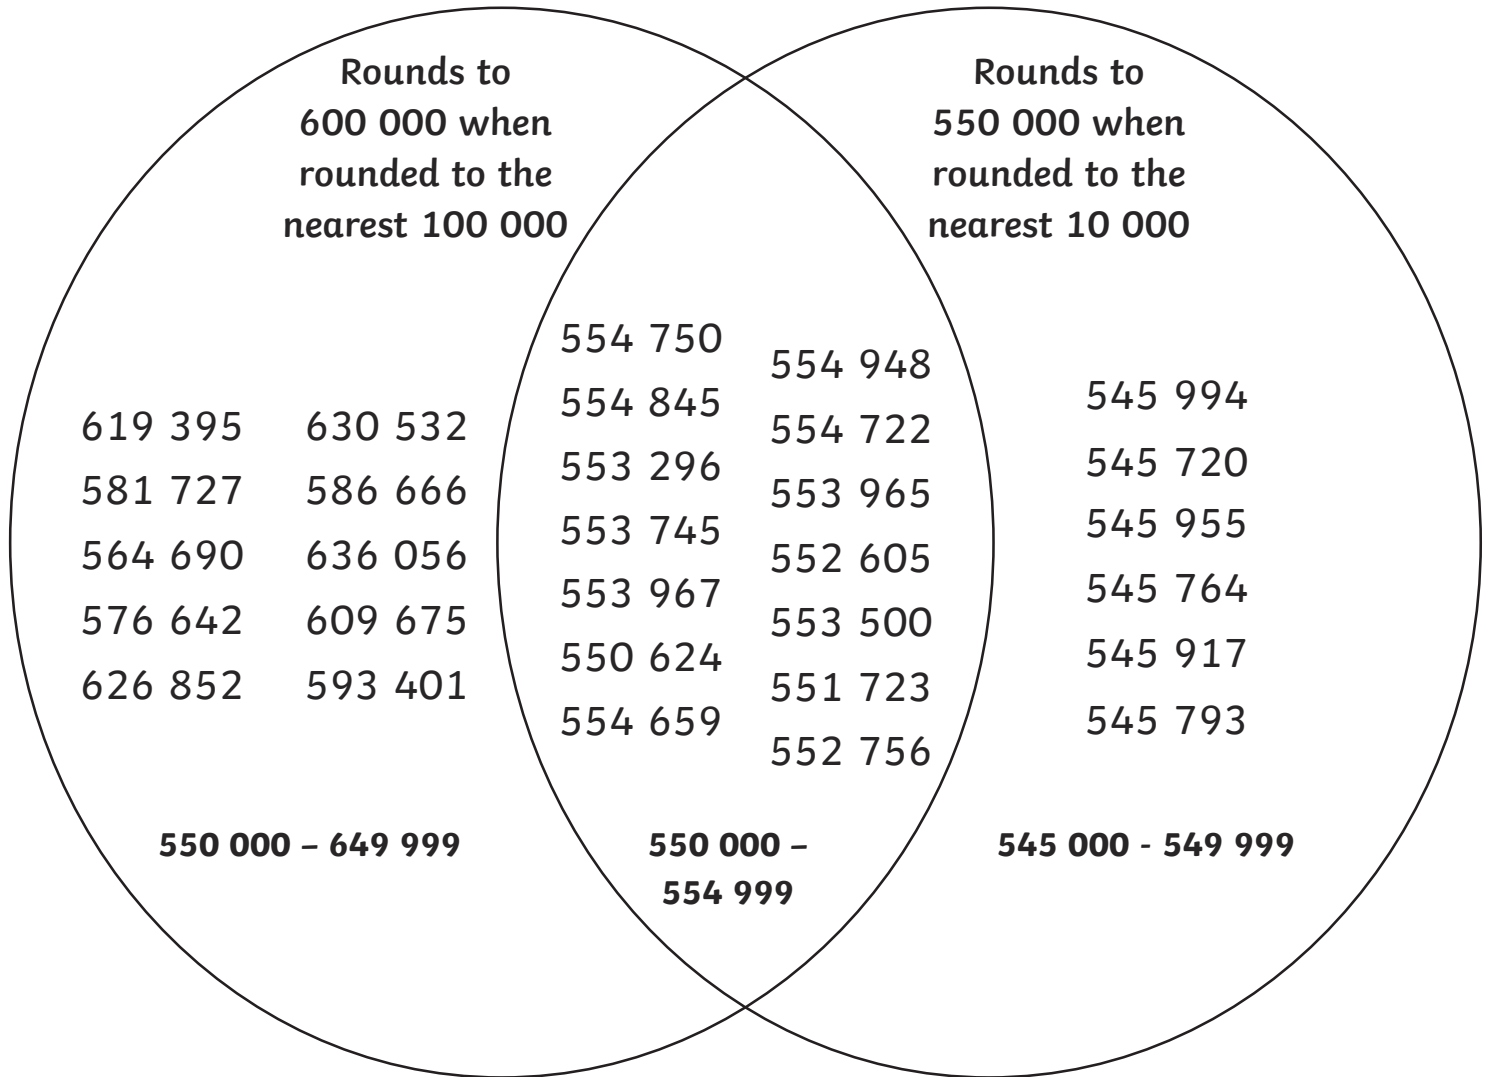 Rounds to
600 000 when
rounded to the
nearest 100 000
Rounds to
550 000 when
rounded to the
nearest 10 000
619 395
581 727
564 690
576 642
626 852
630 532
586 666
636 056
609 675
593 401
554 750
554 845
553 296
553 745
553 967
550 624
554 659
554 948
554 722
553 965
552 605
553 500
551 723
552 756
545 994
545 720
545 955
545 764
545 917
545 793
550 000 – 649 999
550 000 –
554 999
545 000 - 549 999